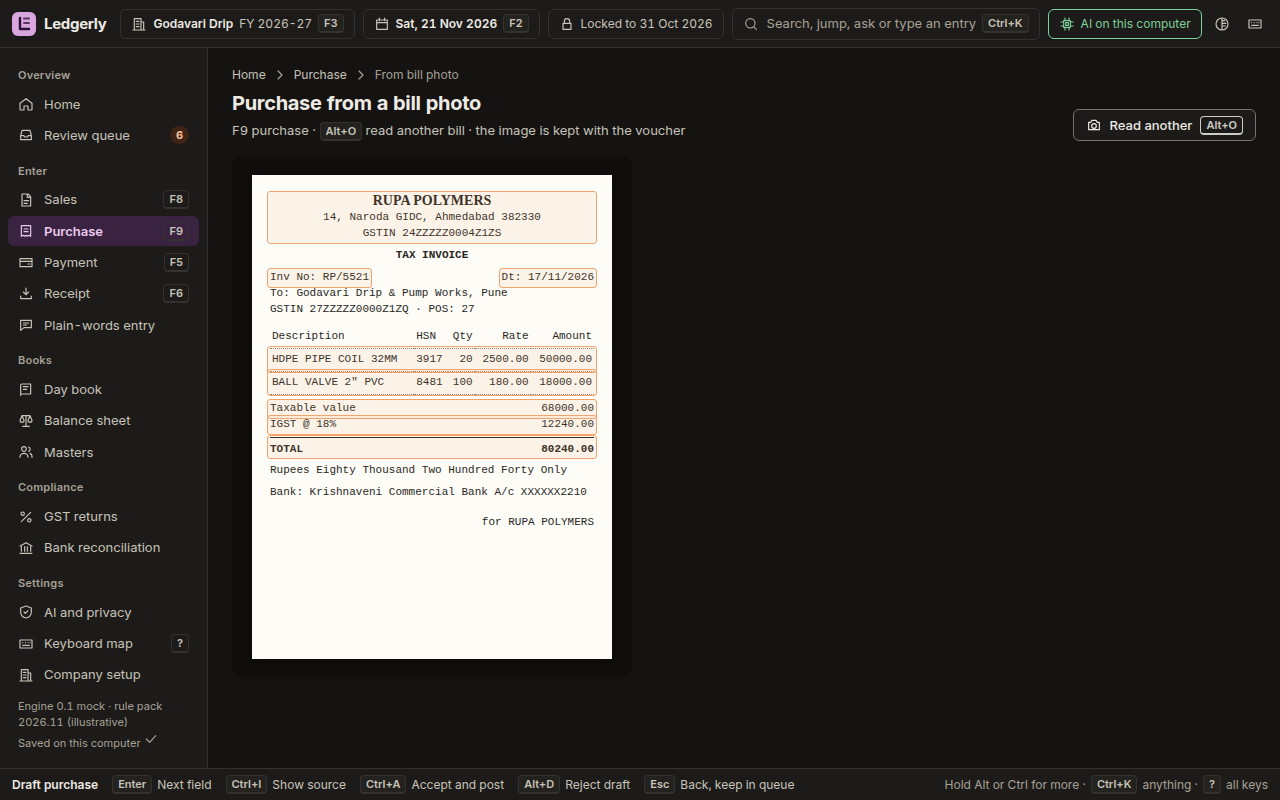 Ledgerly
Godavari Drip FY 2026-27 F3
Sat, 21 Nov 2026 F2
Locked to 31 Oct 2026
Search, jump, ask or type an entry Ctrl+K
AI on this computer
Overview
Home
Review queue 6
Enter
Sales F8
Purchase F9
Payment F5
Receipt F6
Plain-words entry
Books
Day book
Balance sheet
Masters
Compliance
GST returns
Bank reconciliation
Settings
AI and privacy
Keyboard map ?
Company setup
Engine 0.1 mock · rule pack
2026.11 (illustrative)
Saved on this computer
Home > Purchase > From bill photo
Purchase from a bill photo
F9 purchase · Alt+O read another bill · the image is kept with the voucher
Read another Alt+O
RUPA POLYMERS
14, Naroda GIDC, Ahmedabad 382330
GSTIN 24ZZZZZ0004Z1ZS
TAX INVOICE
Inv No: RP/5521 Dt: 17/11/2026
To: Godavari Drip & Pump Works, Pune
GSTIN 27ZZZZZ0000Z1ZQ · POS: 27
Description HSN Qty Rate Amount
HDPE PIPE COIL 32MM 3917 20 2500.00 50000.00
BALL VALVE 2" PVC 8481 100 180.00 18000.00
Taxable value 68000.00
IGST @ 18% 12240.00
TOTAL 80240.00
Rupees Eighty Thousand Two Hundred Forty Only
Bank: Krishnaveni Commercial Bank A/c XXXXXX2210
for RUPA POLYMERS
Draft purchase Enter Next field Ctrl+I Show source Ctrl+A Accept and post Alt+D Reject draft Esc Back, keep in queue
Hold Alt or Ctrl for more · Ctrl+K anything · ? all keys